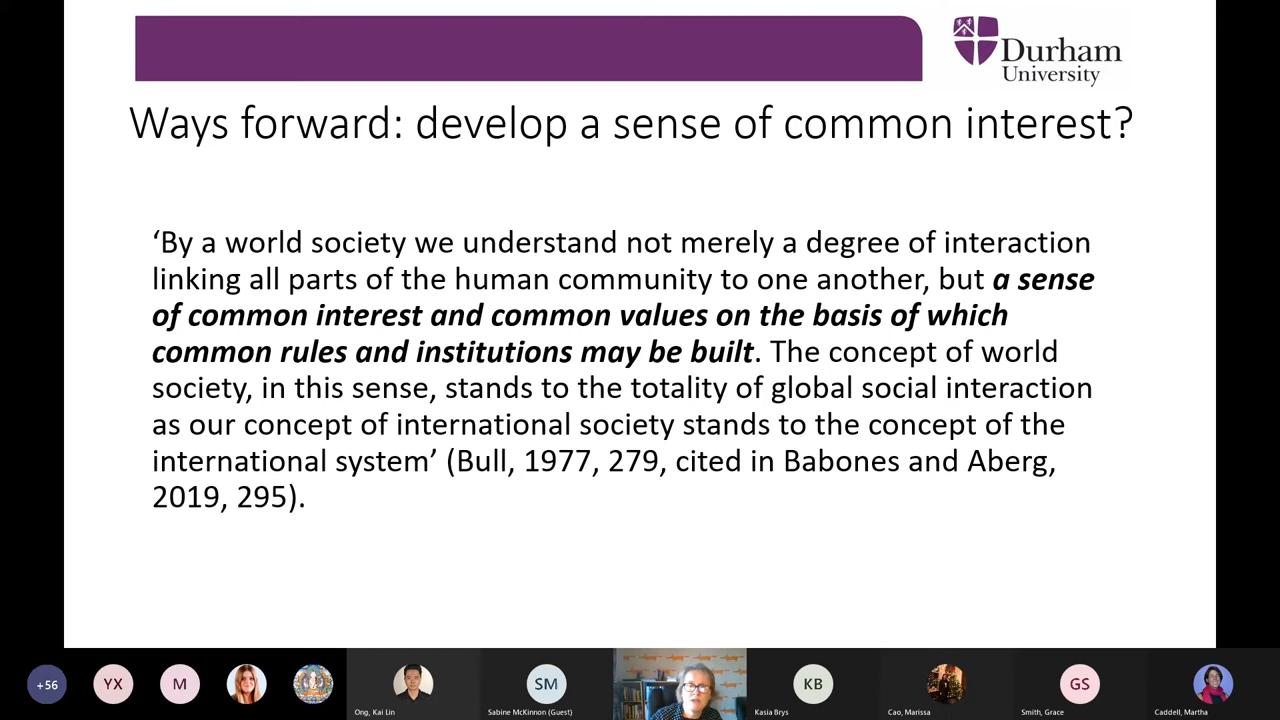 Durham
University
Ways forward: develop a sense of common interest?
‘By a world society we understand not merely a degree of interaction
linking all parts of the human community to one another, but a sense
of common interest and common values on the basis of which
common rules and institutions may be built. The concept of world
society, in this sense, stands to the totality of global social interaction
as our concept of international society stands to the concept of the
international system’ (Bull, 1977, 279, cited in Babones and Aberg,
2019, 295).
+56
YX
M
SM
KB
GS
Ong, Kai Lin
Sabine McKinnon (Guest)
Kasia Brys
Cao, Marissa
Smith, Grace
Caddell, Martha